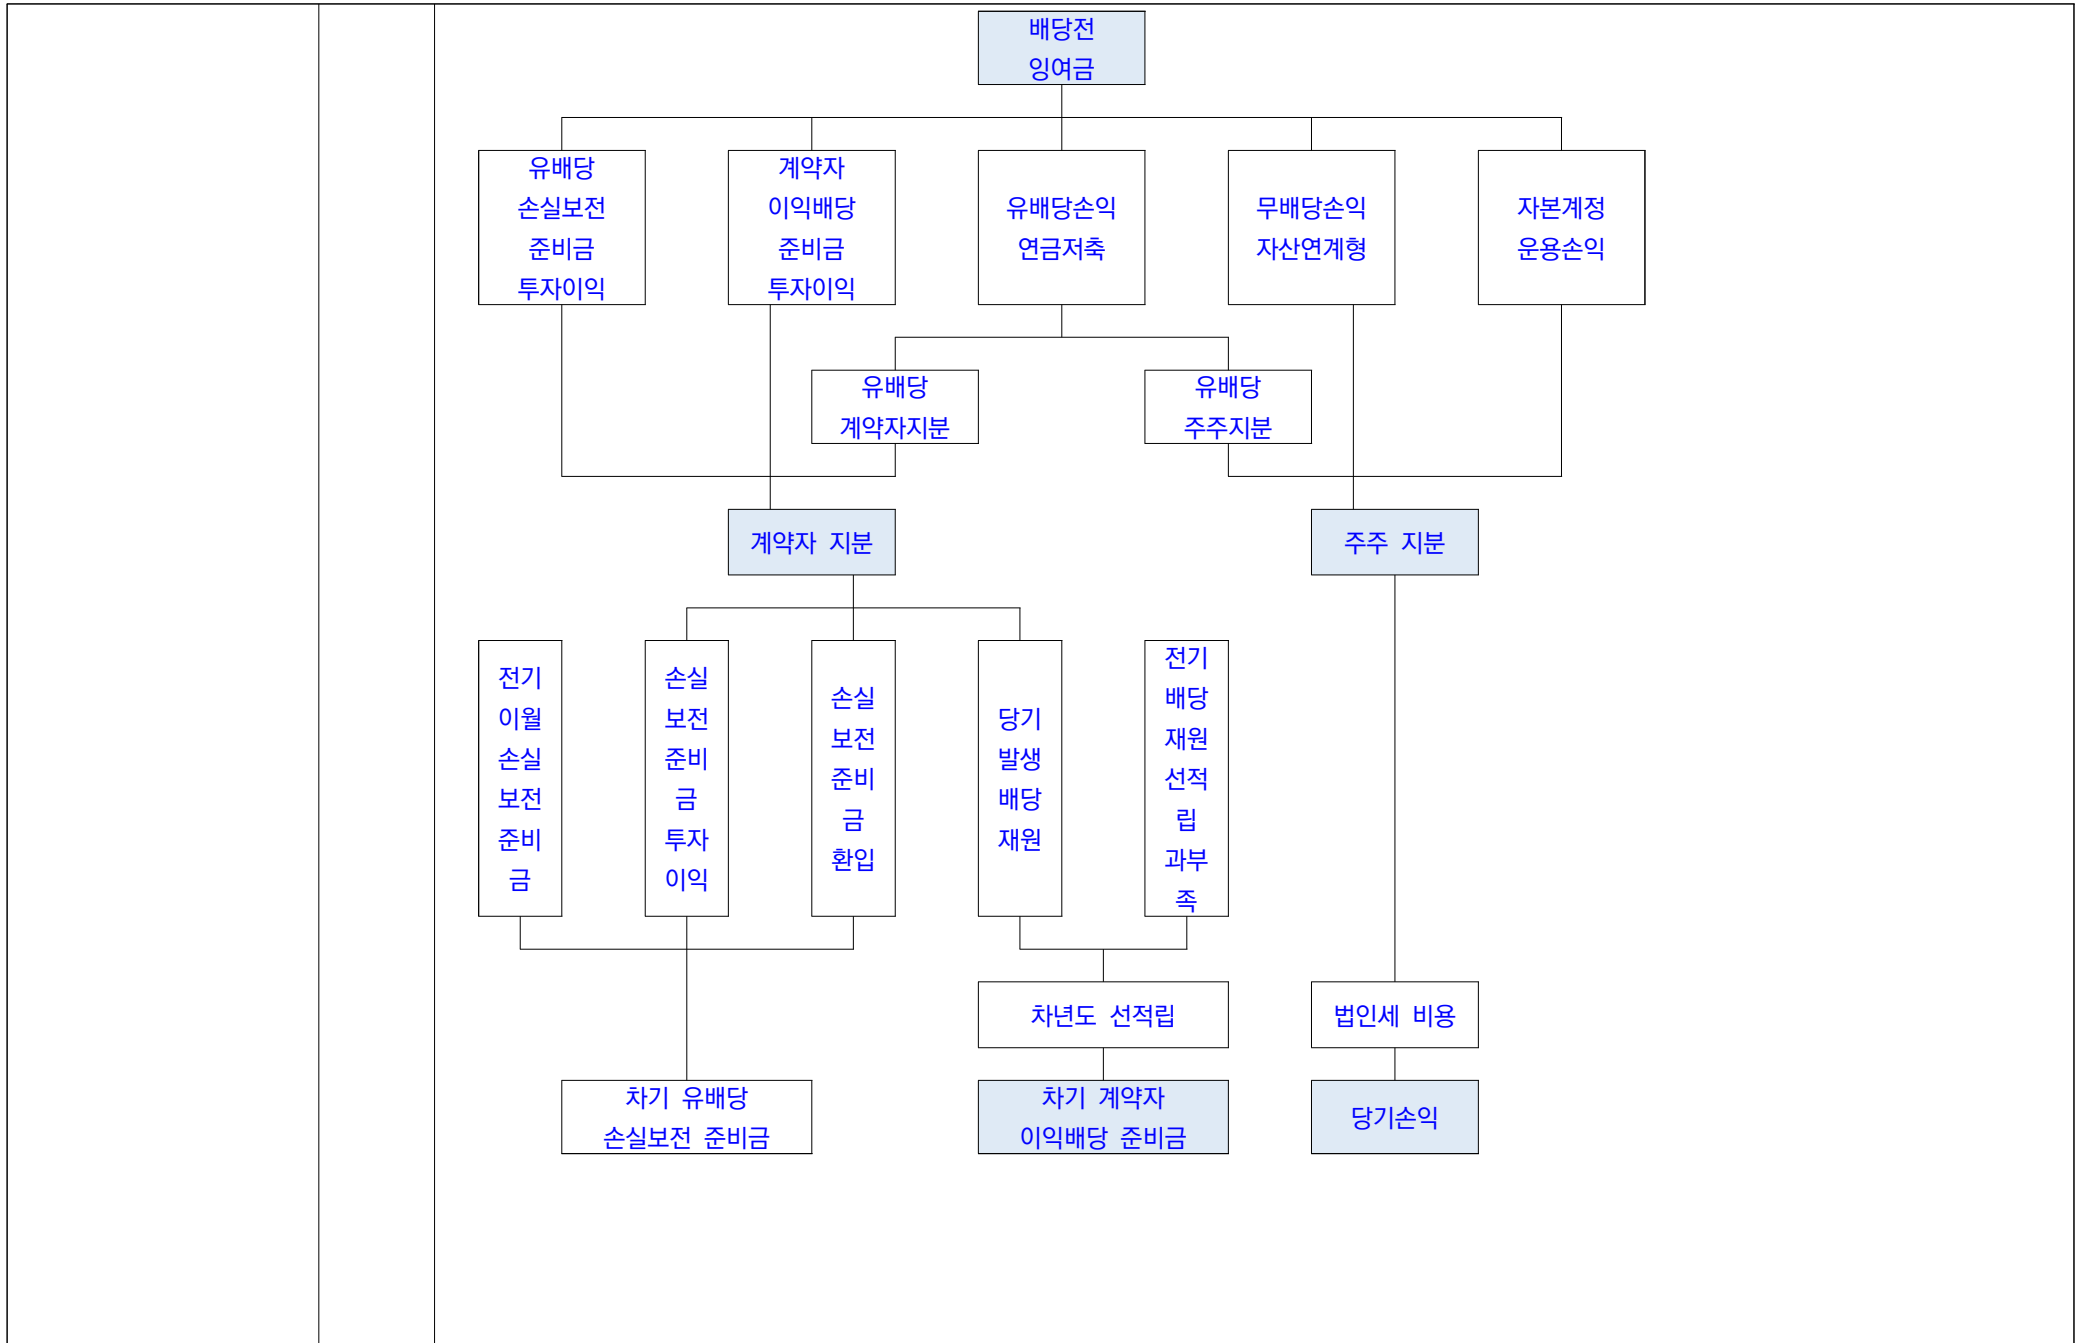 배당전
잉여금
유배당
손실보전
준비금
투자이익
계약자
이익배당
준비금
투자이익
유배당손익
연금저축
무배당손익
자산연계형
자본계정
운용손익
유배당
계약자지분
유배당
주주지분
계약자 지분
주주 지분
전기
이월
손실
보전
준비
금
손실
보전
준비
금
투자
이익
손실
보전
준비
금
환입
당기
발생
배당
재원
전기
배당
재원
선적
립
과부
족
차년도 선적립
법인세 비용
차기 유배당
손실보전 준비금
차기 계약자
이익배당 준비금
당기손익